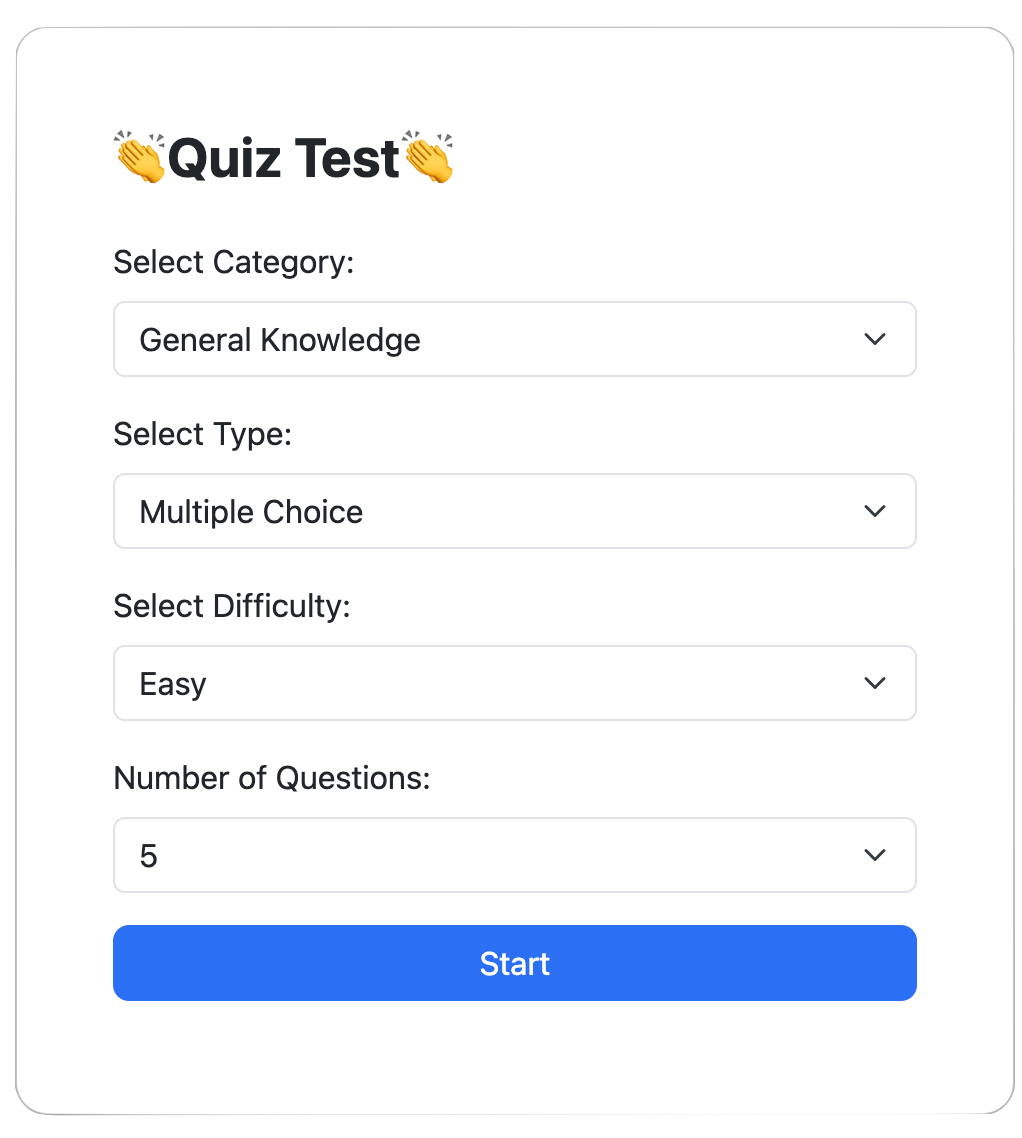 👏Quiz Test👏
Select Category:
General Knowledge
Select Type:
Multiple Choice
Select Difficulty:
Easy
Number of Questions:
5
Start